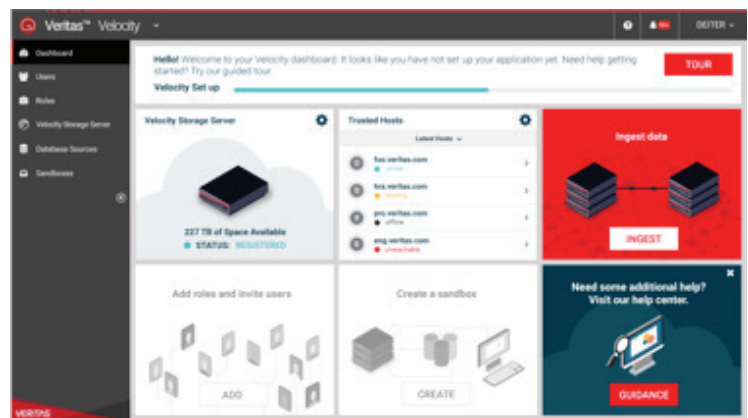 Veritas™ Velocity
99+
DEITER
Dashboard
Users
Roles
Velocity Storage Server
Database Sources
Sandboxes
Hello! Welcome to your Velocity dashboard. It looks like you have not set up your application yet. Need help getting
started? Try our guided tour.
TOUR
Velocity Set up
Velocity Storage Server
227 TB of Space Available
STATUS: REGISTERED
Trusted Hosts
Latest Hosts
.veritas.com
hra.veritas.com
pro.veritas.com
offline
eng.veritas.com
unreachable
Ingest data
INGEST
Add roles and invite users
ADD
Create a sandbox
CREATE
Need some additional help?
Visit our help center.
GUIDANCE
VERITAS